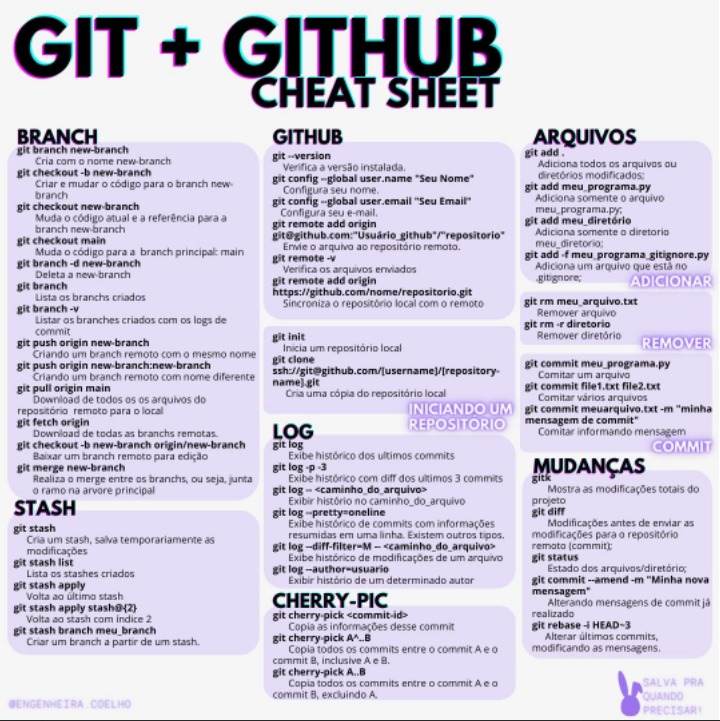 GIT + GITHUB
CHEAT SHEET
BRANCH
git branch new-branch
Cria com o nome new-branch
git checkout -b new-branch
Criar e mudar o código para o branch new-
branch
git checkout new-branch
Muda o código atual e a referência para a
branch new-branch
git checkout main
Muda o código para a branch principal: main
git branch -d new-branch
Deleta a new-branch
git branch
Lista os branchs criados
git branch -v
Listar os branches criados com os logs de
commit
git push origin new-branch
Criando um branch remoto com o mesmo nome
git push origin new-branch:new-branch
Criando um branch remoto com nome diferente
git pull origin main
Download de todos os os arquivos do
repositório remoto para o local
git fetch origin
Download de todas as branchs remotas.
git checkout -b new-branch origin/new-branch
Baixar um branch remoto para edição
git merge new-branch
Realiza o merge entre os branchs, ou seja, junta
o ramo na arvore principal
STASH
git stash
Cria um stash, salva temporariamente as
modificações
git stash list
Lista os stashes criados
git stash apply
Volta ao último stash
git stash apply stash@{2}
Volta ao stash com índice 2
git stash branch meu_branch
Criar um branch a partir de um stash.
@ENGENHEIRA.COELHO
GITHUB
git --version
Verifica a versão instalada.
git config --global user.name "Seu Nome"
Configura seu nome.
git config --global user.email "Seu Email"
Configura seu e-mail.
git remote add origin
git@github.com:"Usuário_github"/"repositorio"
Envie o arquivo ao repositório remoto.
git remote -v
Verifica os arquivos enviados
git remote add origin
https://github.com/nome/repositorio.git
Sincroniza o repositório local com o remoto
git init
Inicia um repositório local
git clone
ssh://git@github.com/[username]/[repository-
name].git
Cria uma cópia do repositório local
INICIANDO UM
REPOSITORIO
LOG
git log
Exibe histórico dos ultimos commits
git log -p -3
Exibe histórico com diff dos ultimos 3 commits
git log -- <caminho_do_arquivo>
Exibir histório no caminho_do_arquivo
git log --pretty=oneline
Exibe histórico de commits com informações
resumidas em uma linha. Existem outros tipos.
git log --diff-filter=M -- <caminho_do_arquivo>
Exibe histórico de modificações de um arquivo
git log --author=usuario
Exibir histório de um determinado autor
CHERRY-PIC
git cherry-pick <commit-id>
Copia as informações desse commit
git cherry-pick A^..B
Copia todos os commits entre o commit A e o
commit B, inclusive A e B.
git cherry-pick A..B
Copia todos os commits entre o commit A e o
commit B, excluindo A.
ARQUIVOS
git add .
Adiciona todos os arquivos ou
diretórios modificados;
git add meu_programa.py
Adiciona somente o arquivo
meu_programa.py;
git add meu_diretório
Adiciona somente o diretorio
meu_diretorio;
git add -f meu_programa_gitignore.py
Adiciona um arquivo que está no
.gitignore;
ADICIONAR
git rm meu_arquivo.txt
Remover arquivo
git rm -r diretorio
Remover diretório
REMOVER
git commit meu_programa.py
Comitar um arquivo
git commit file1.txt file2.txt
Comitar vários arquivos
git commit meuarquivo.txt -m "minha
mensagem de commit"
Comitar informando mensagem
COMMIT
MUDANÇAS
gitk
Mostra as modificações totais do
projeto
git diff
Modificações antes de enviar as
modificações para o repositório
remoto (commit);
git status
Estado dos arquivos/diretório;
git commit --amend -m "Minha nova
mensagem"
Alterando mensagens de commit já
realizado
git rebase -i HEAD~3
Alterar últimos commits,
modificando as mensagens.
SALVA PRA
QUANDO
PRECISAR!